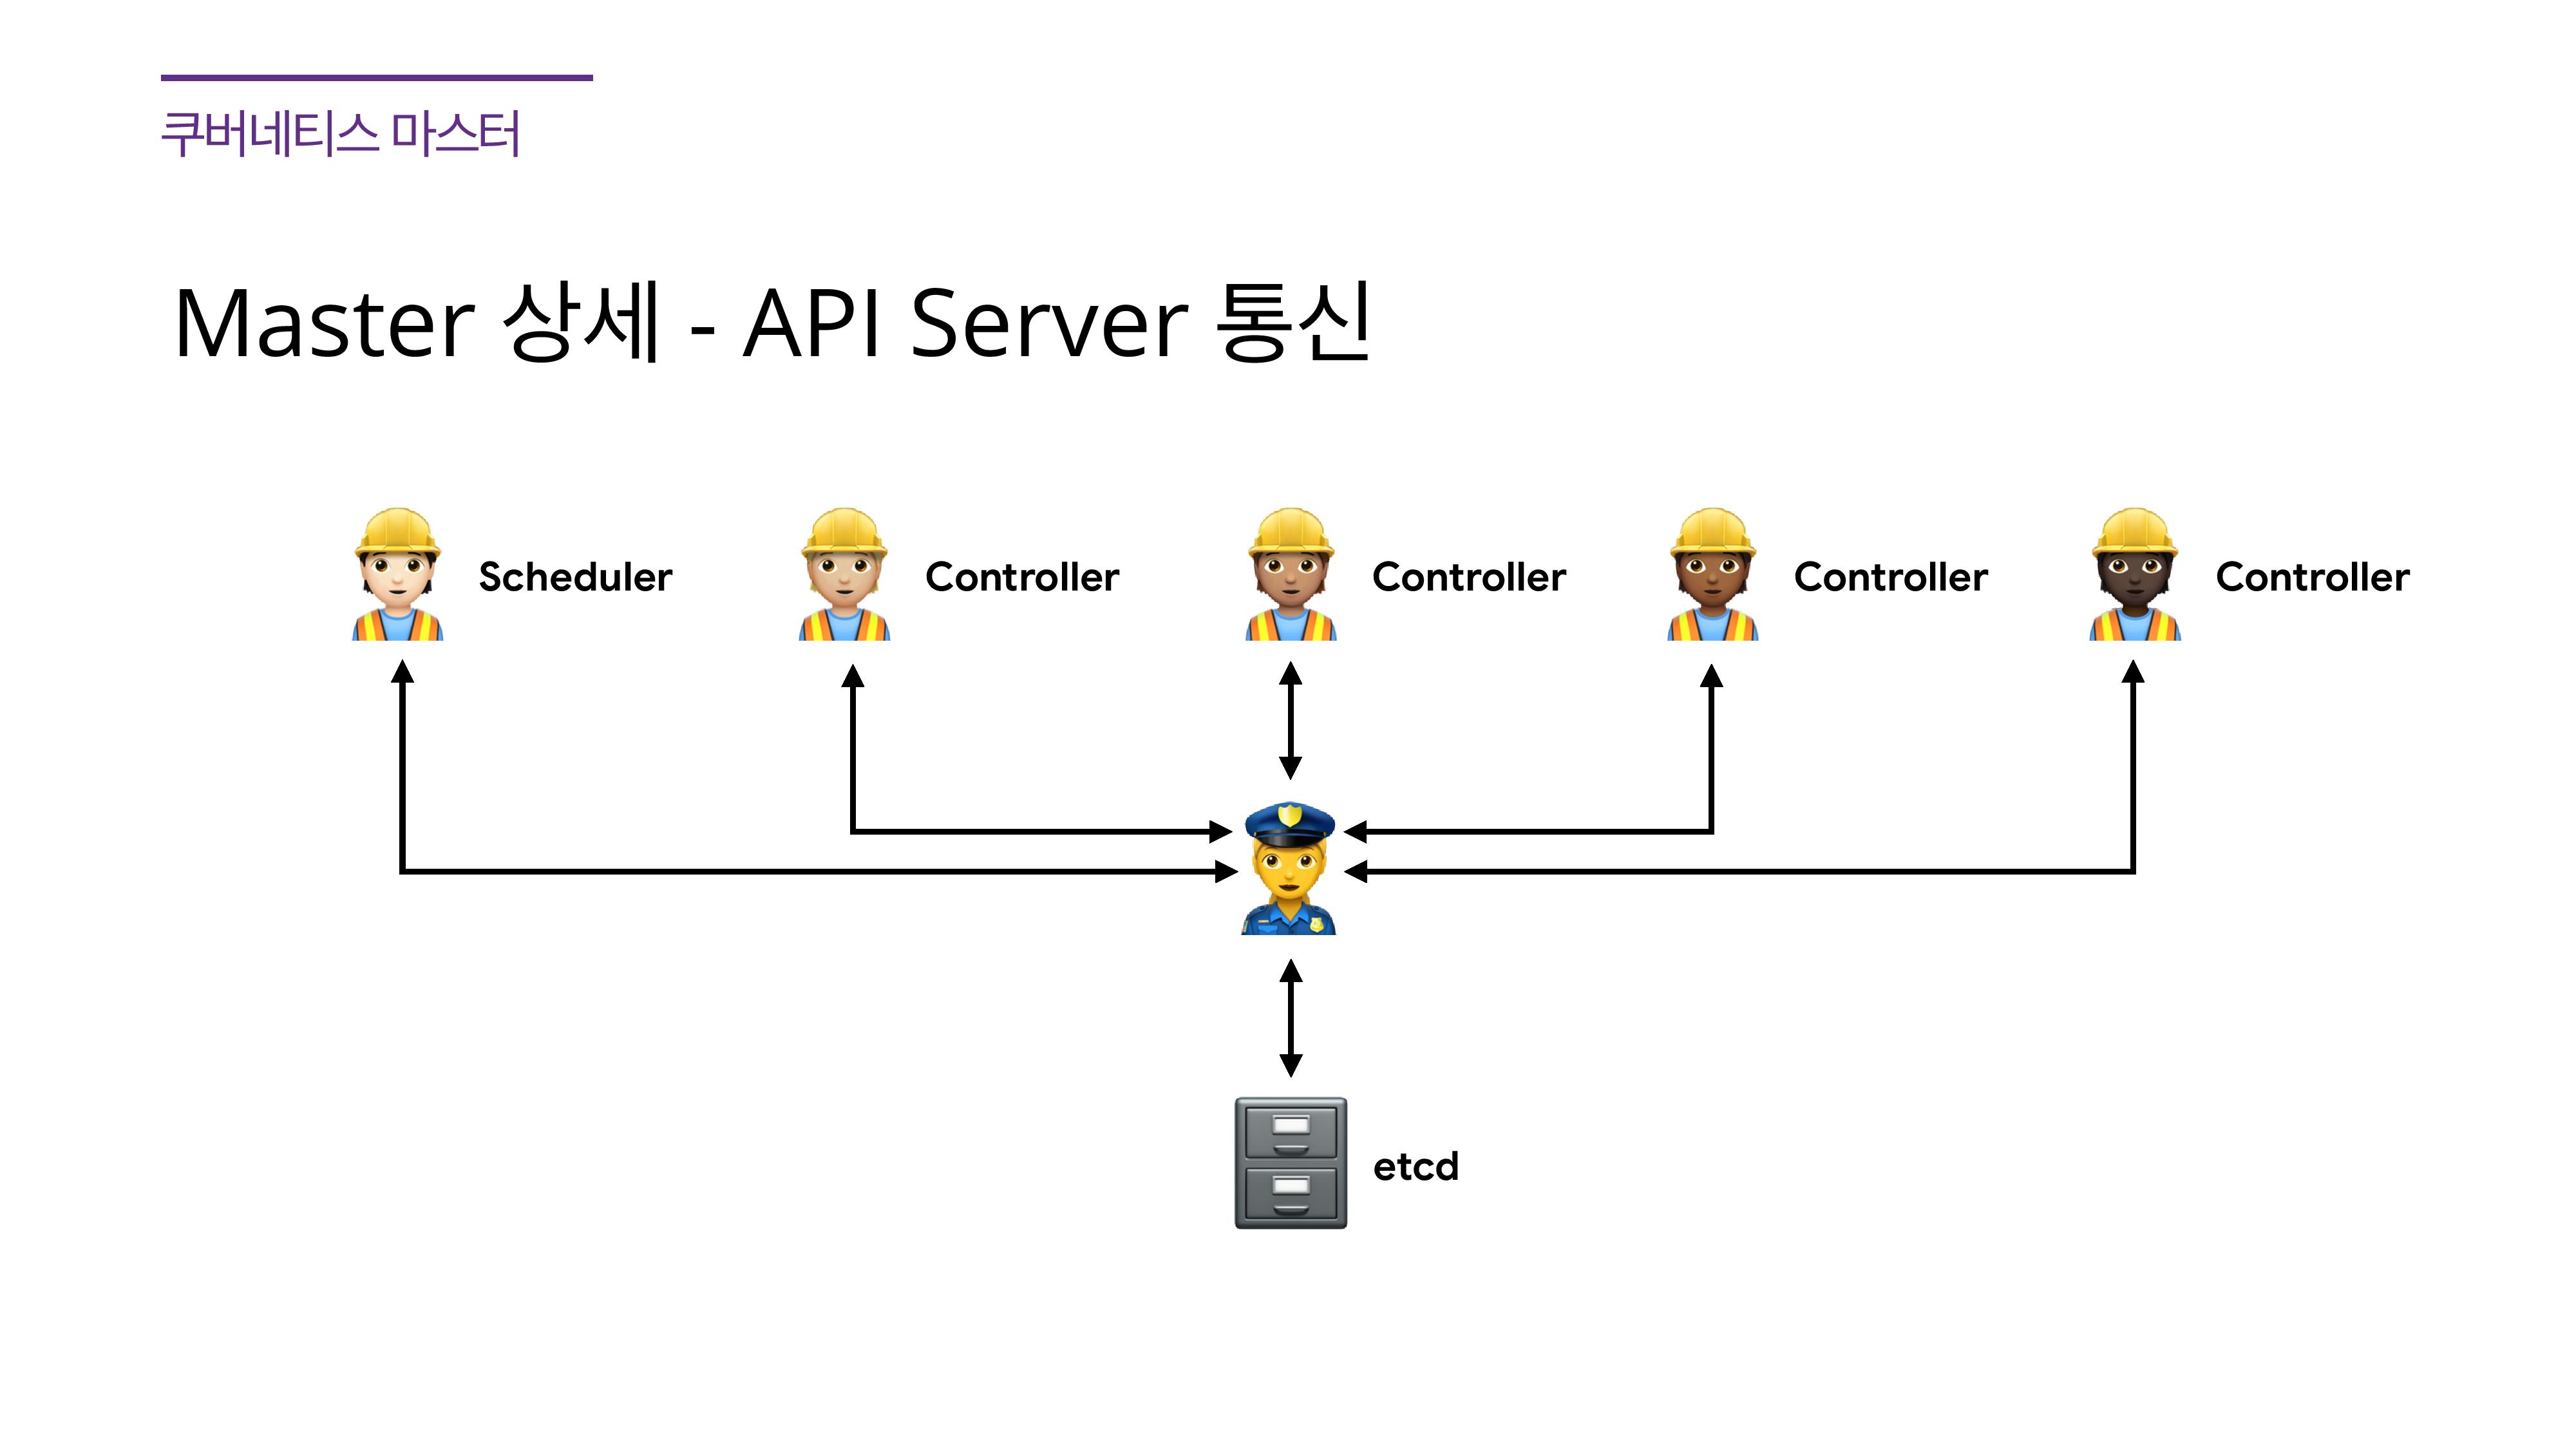 쿠버네티스 마스터
Master 상세 - API Server 통신
Scheduler
Controller
Controller
Controller
Controller
etcd